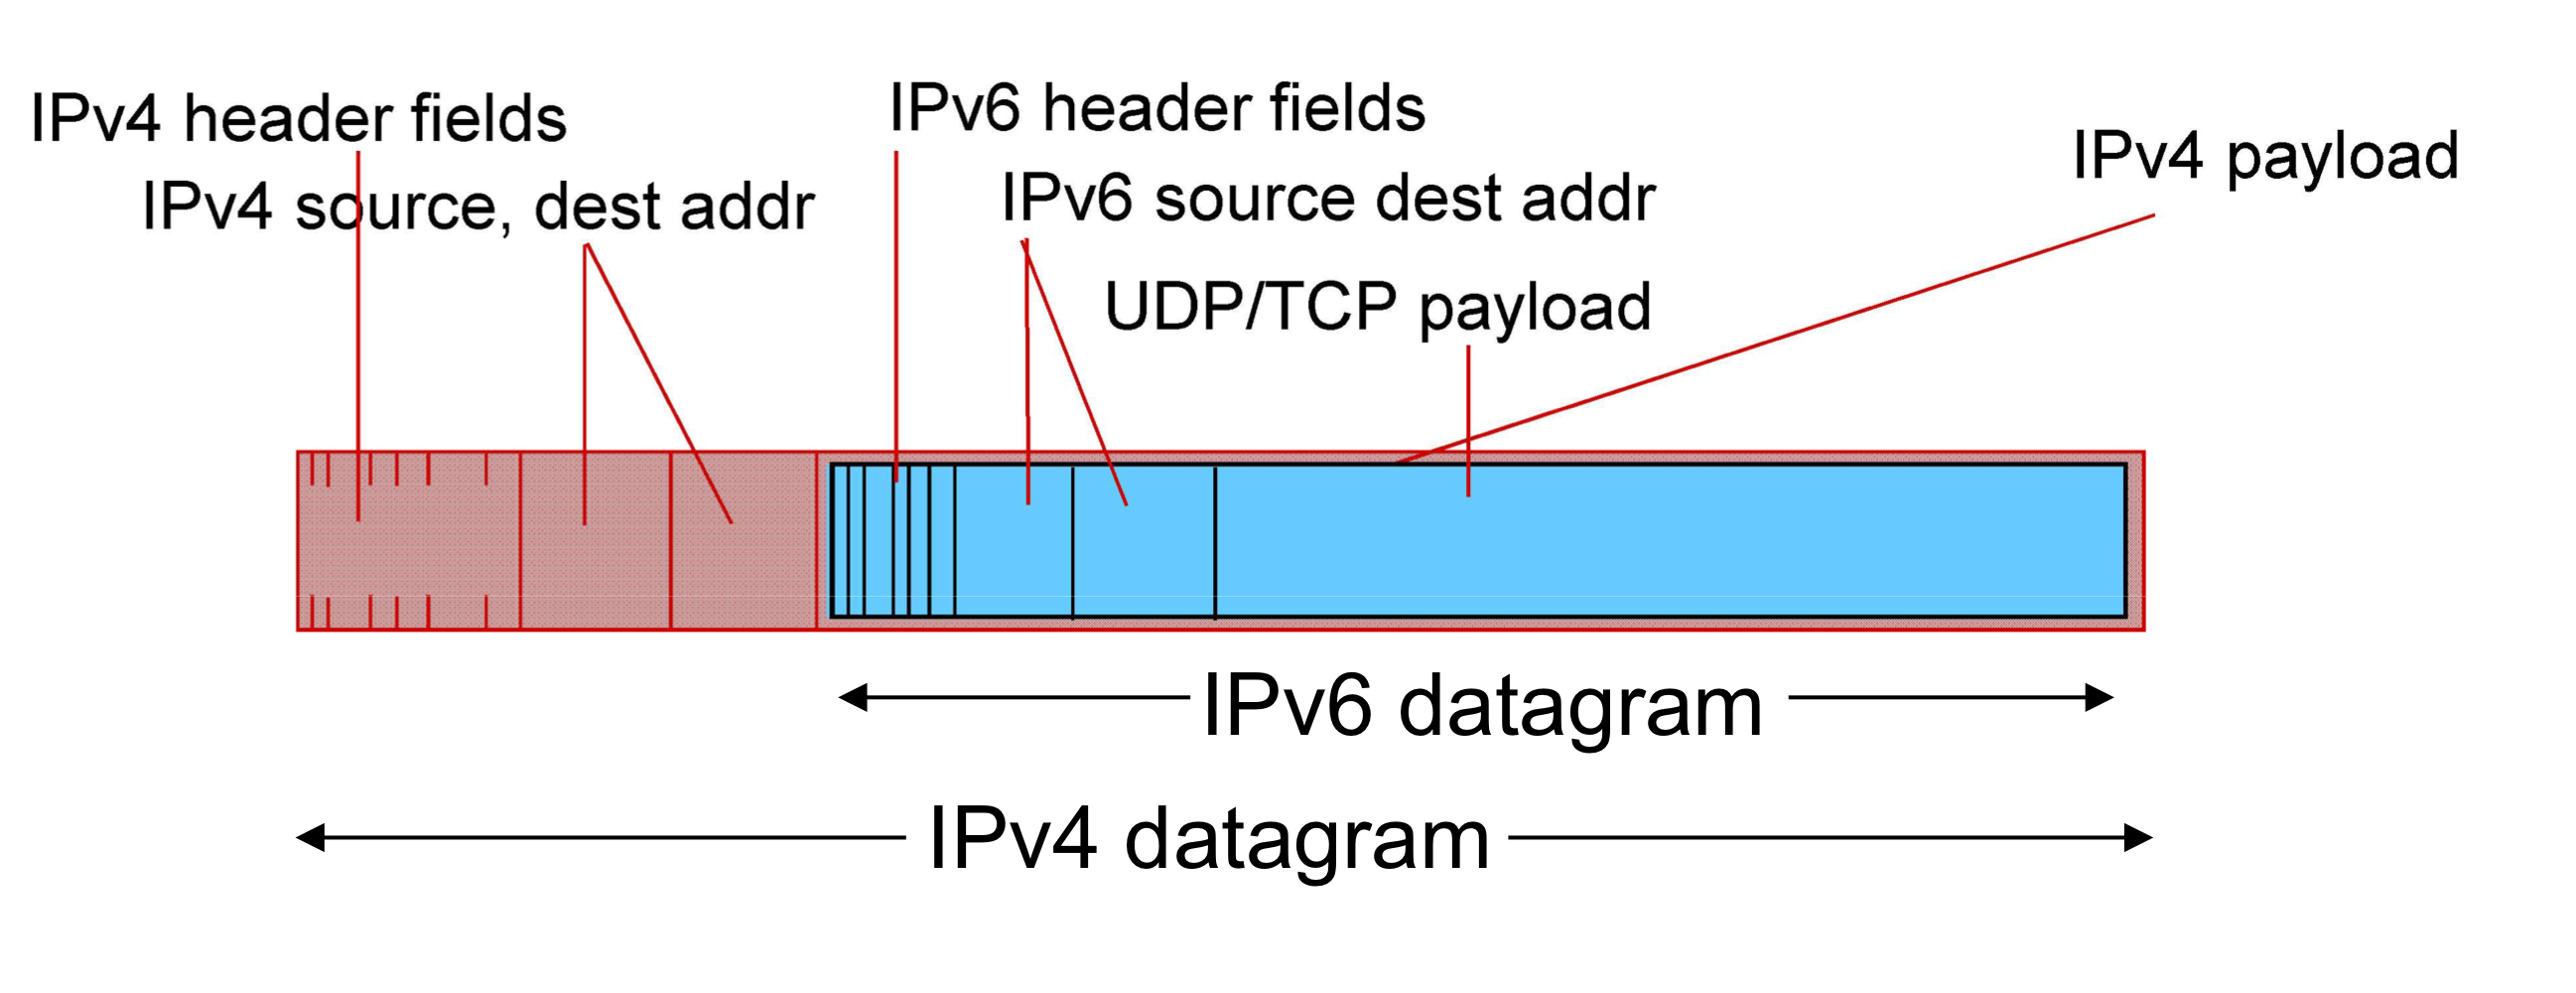 IPv4 header fields
IPv4 source, dest addr
IPv6 header fields
IPv6 source dest addr
UDP/TCP payload
IPv4 payload
IPv6 datagram
IPv4 datagram